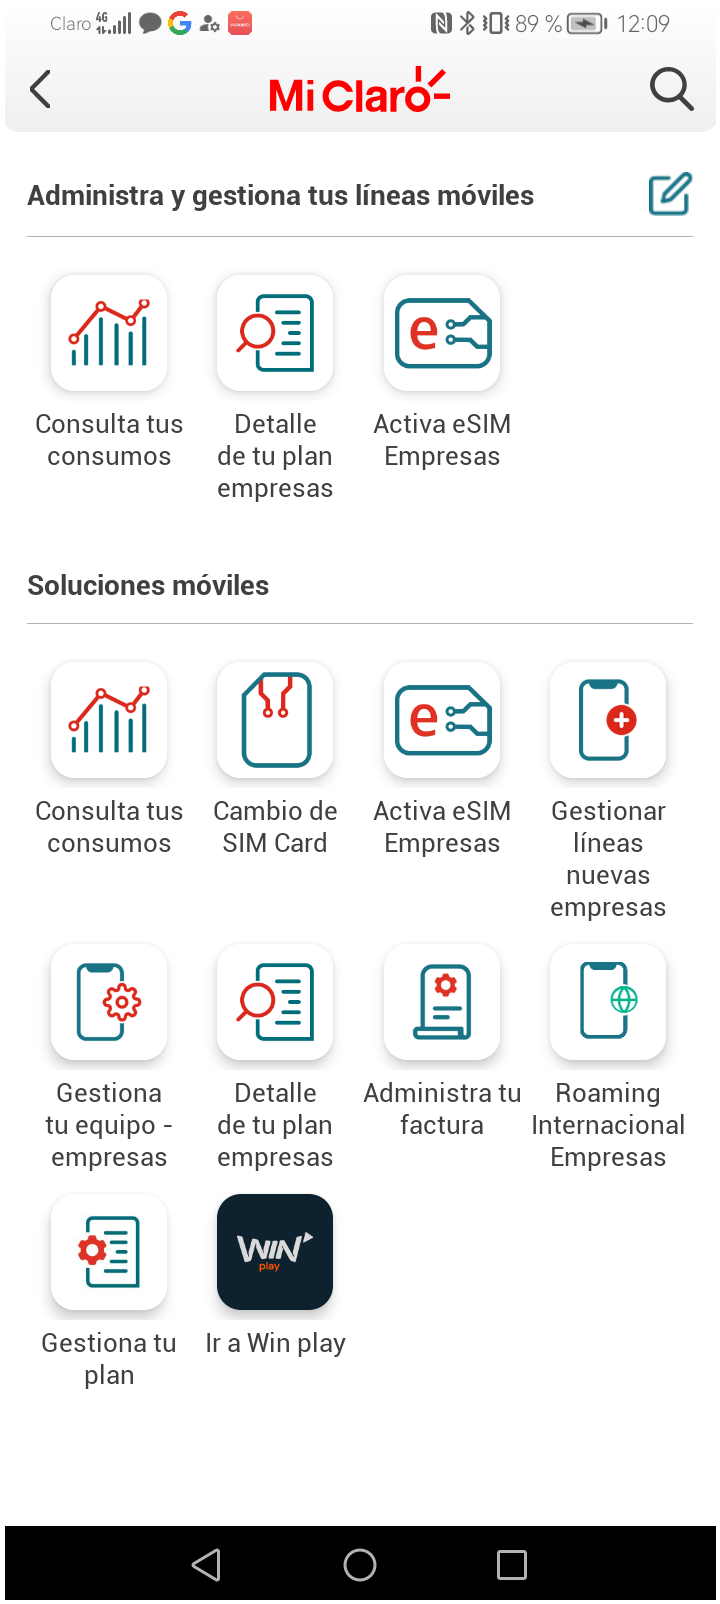 Claro 4G 89 % 12:09
Mi Claro
Administra y gestiona tus líneas móviles
Consulta tus
consumos
Detalle
de tu plan
empresas
e
Activa eSIM
Empresas
Soluciones móviles
Consulta tus
consumos
Cambio de
SIM Card
e
Activa eSIM
Empresas
Gestionar
líneas
nuevas
empresas
Gestiona
tu equipo -
empresas
Detalle
de tu plan
empresas
Administra tu
factura
Roaming
Internacional
Empresas
Gestiona tu
plan
WIN
play
Ir a Win play